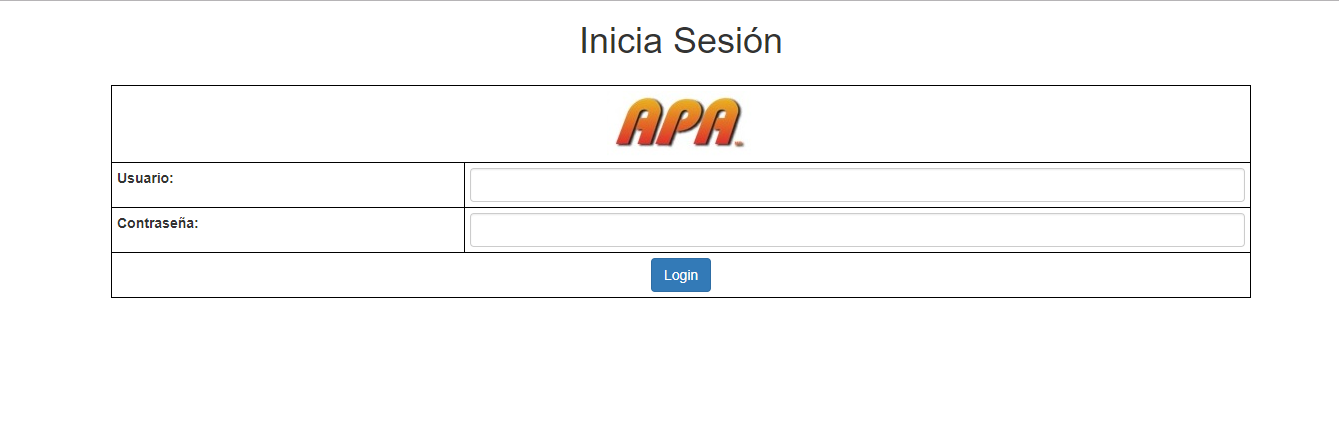 Inicia Sesión
APA
Usuario:
Contraseña:
Login